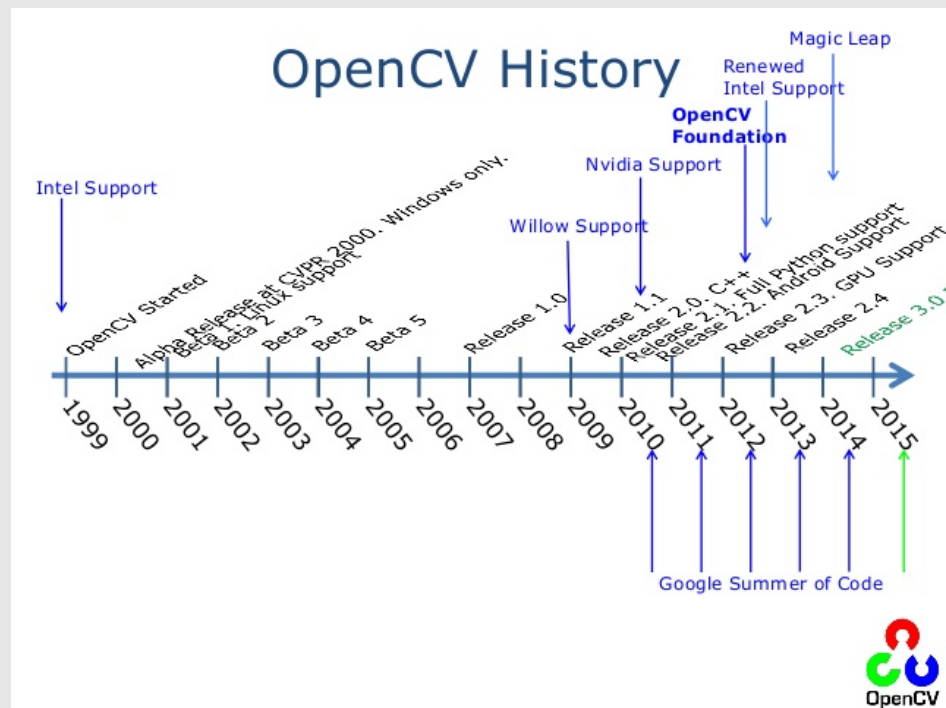 OpenCV History
Magic Leap
Renewed
Intel Support
OpenCV
Foundation
Nvidia Support
Willow Support
Intel Support
OpenCV Started
Alpha Release at CVPR 2000. Windows only.
Beta 1. Linux support
Beta 2
Beta 3
Beta 4
Beta 5
Release 1.0
Release 1.1
Release 2.0. C++
Release 2.1. Full Python support
Release 2.2. Android Support
Release 2.3. GPU Support
Release 2.4
Release 3.0
1999
2000
2001
2002
2003
2004
2005
2006
2007
2008
2009
2010
2011
2012
2013
2014
2015
Google Summer of Code
OpenCV